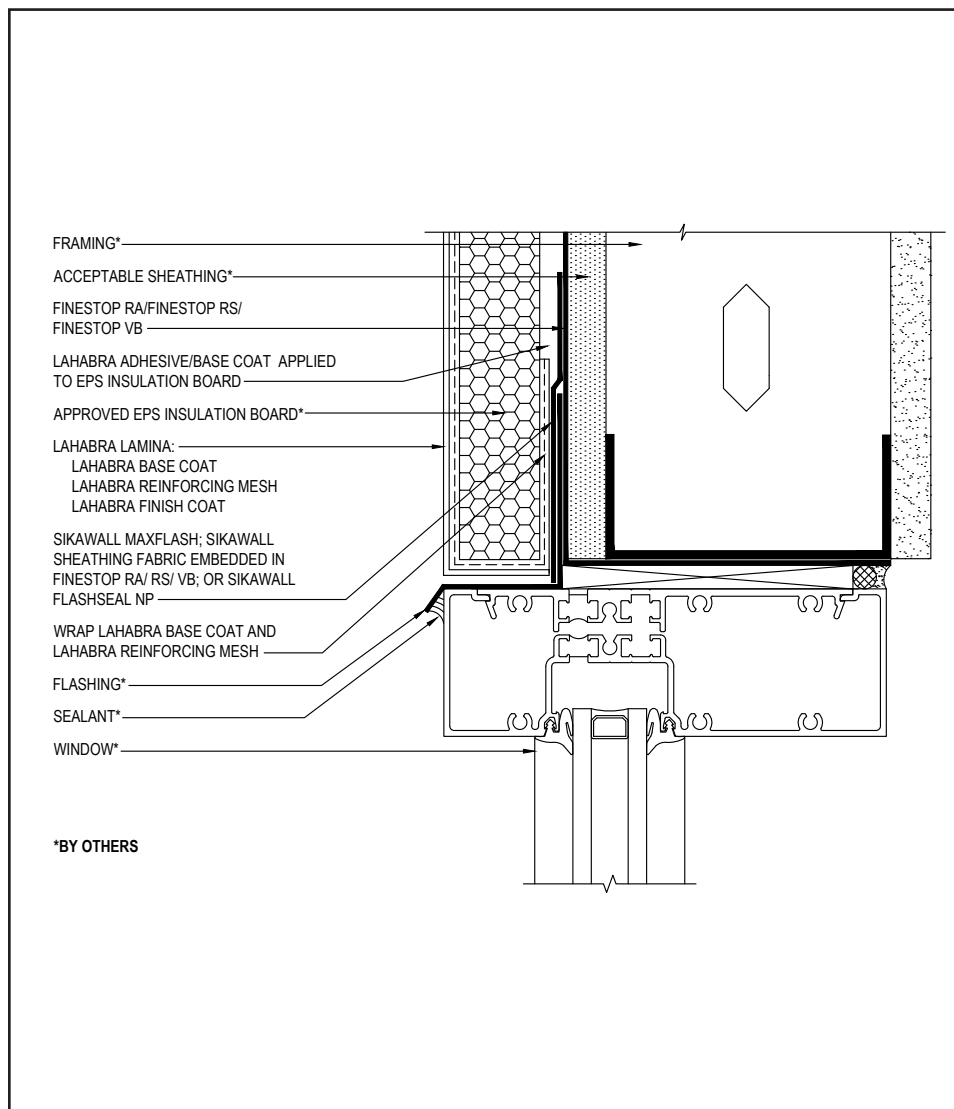 FRAMING*
ACCEPTABLE SHEATHING*
FINESTOP RA/FINESTOP RS/
FINESTOP VB
LAHABRA ADHESIVE/BASE COAT APPLIED
TO EPS INSULATION BOARD
APPROVED EPS INSULATION BOARD*
LAHABRA LAMINA:
LAHABRA BASE COAT
LAHABRA REINFORCING MESH
LAHABRA FINISH COAT
SIKAWALL MAXFLASH; SIKAWALL
SHEATHING FABRIC EMBEDDED IN
FINESTOP RA/ RS/ VB; OR SIKAWALL
FLASHSEAL NP
WRAP LAHABRA BASE COAT AND
LAHABRA REINFORCING MESH
FLASHING*
SEALANT*
WINDOW*
*BY OTHERS